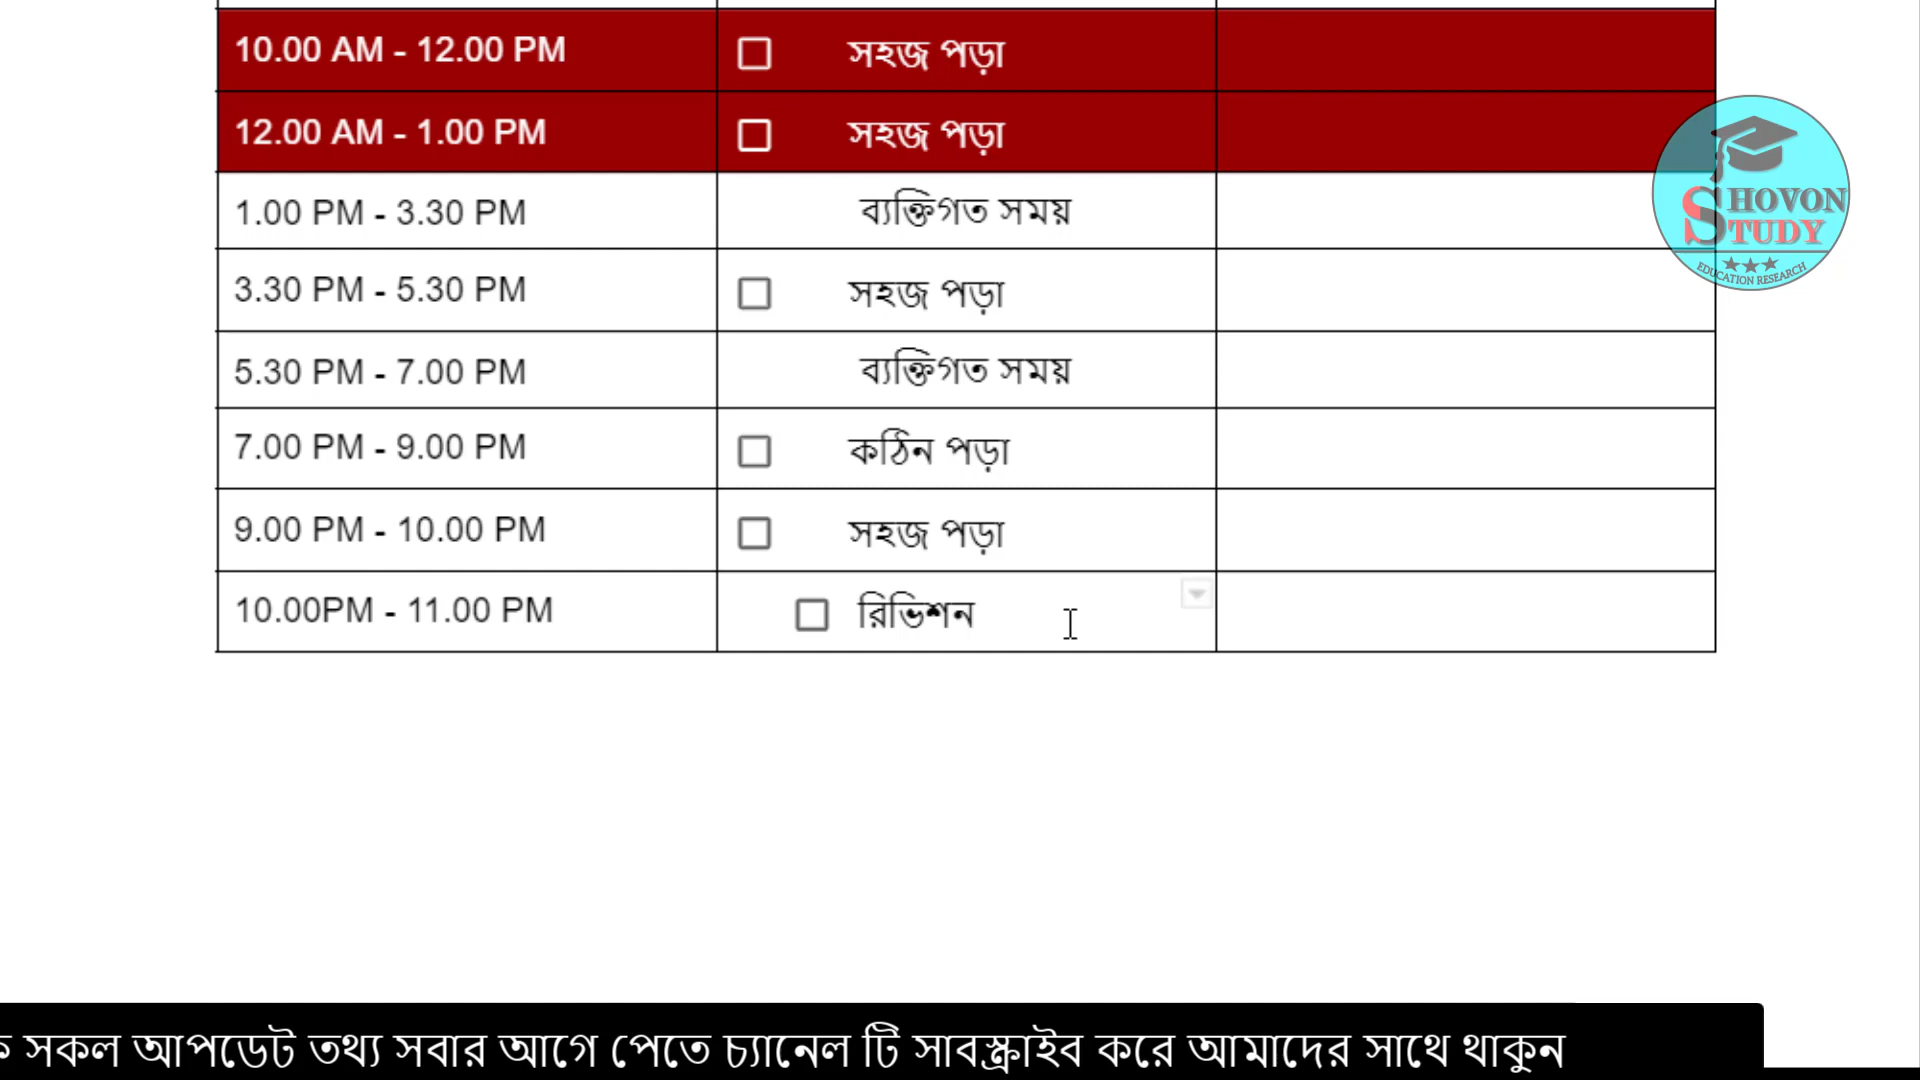 10.00 AM - 12.00 PM সহজ পড়া
12.00 AM - 1.00 PM সহজ পড়া
1.00 PM - 3.30 PM ব্যক্তিগত সময়
3.30 PM - 5.30 PM সহজ পড়া
5.30 PM - 7.00 PM ব্যক্তিগত সময়
7.00 PM - 9.00 PM কঠিন পড়া
9.00 PM - 10.00 PM সহজ পড়া
10.00PM - 11.00 PM রিভিশন
SHOVON
STUDY
EDUCATION RESEARCH
সকল আপডেট তথ্য সবার আগে পেতে চ্যানেল টি সাবস্ক্রাইব করে আমাদের সাথে থাকুন